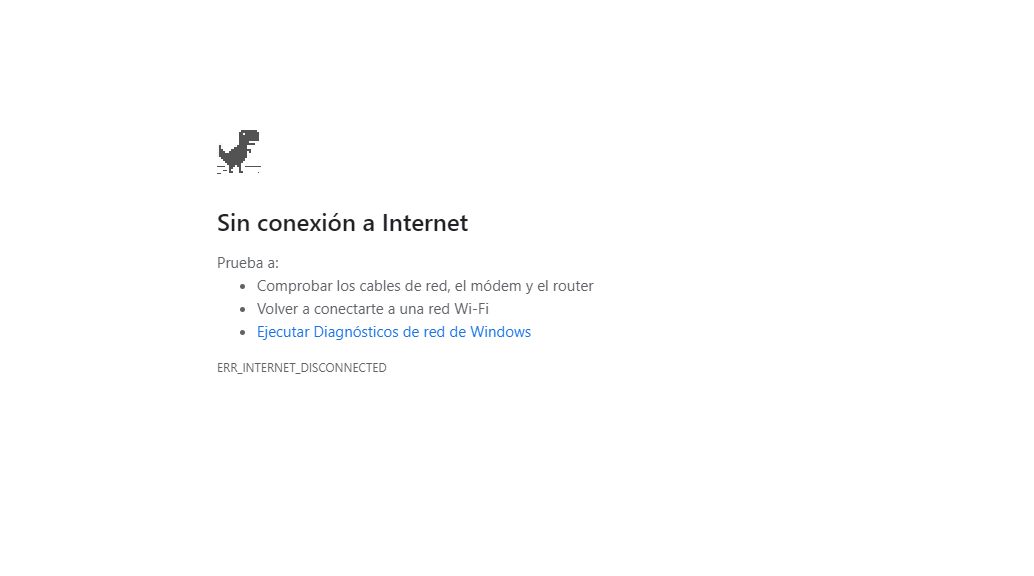 Sin conexión a Internet
Prueba a:
Comprobar los cables de red, el módem y el router
Volver a conectarte a una red Wi-Fi
Ejecutar Diagnósticos de red de Windows
ERR_INTERNET_DISCONNECTED